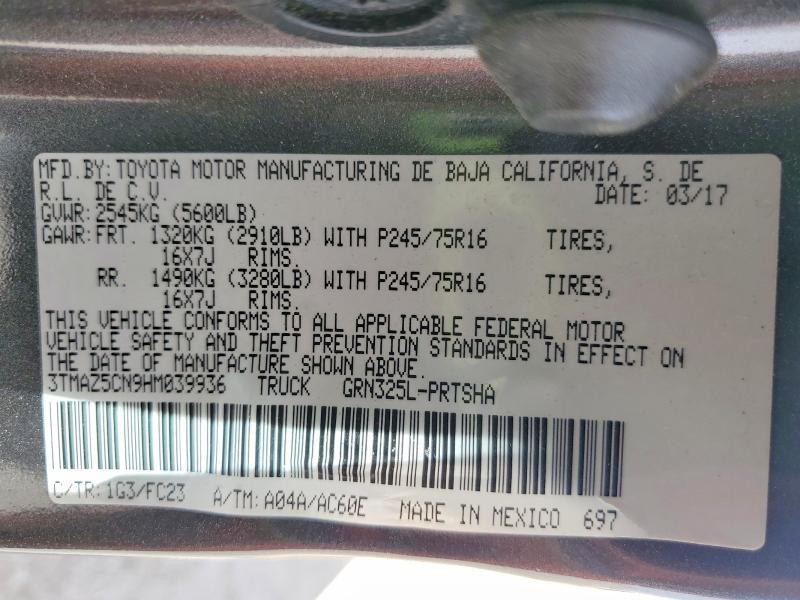 MFD.BY: TOYOTA MOTOR MANUFACTURING DE BAJA CALIFORNIA, S. DE
R.L. DE C.V. DATE: 03/17
GVWR: 2545KG (5600LB)
GAWR: FRT. 1320KG (2910LB) WITH P245/75R16 TIRES,
16X7J RIMS.
RR. 1490KG (3280LB) WITH P245/75R16 TIRES,
16X7J RIMS.
THIS VEHICLE CONFORMS TO ALL APPLICABLE FEDERAL MOTOR
VEHICLE SAFETY AND THEFT PREVENTION STANDARDS IN EFFECT ON
THE DATE OF MANUFACTURE SHOWN ABOVE.
3TMAZ5CN9HM039936 TRUCK GRN325L-PRTSHA
C/TR: 1G3/FC23 A/TM: A04A/AC60E MADE IN MEXICO 697